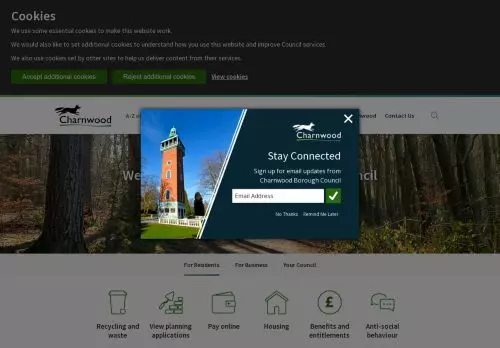 Cookies
We use some essential cookies to make this website work.
We would also like to set additional cookies to understand how you use this website and improve Council services.
We also use cookies set by other sites to help us deliver content from their services.
Accept additional cookies
Reject additional cookies
View cookies
Charnwood
A-Z
Contact Us
Charnwood
Stay Connected
Sign up for email updates from
Charnwood Borough Council
Email Address
No Thanks
Remind Me Later
For Residents
For Business
Your Council
Recycling and
waste
View planning
applications
Pay online
Housing
Benefits and
entitlements
Anti-social
behaviour